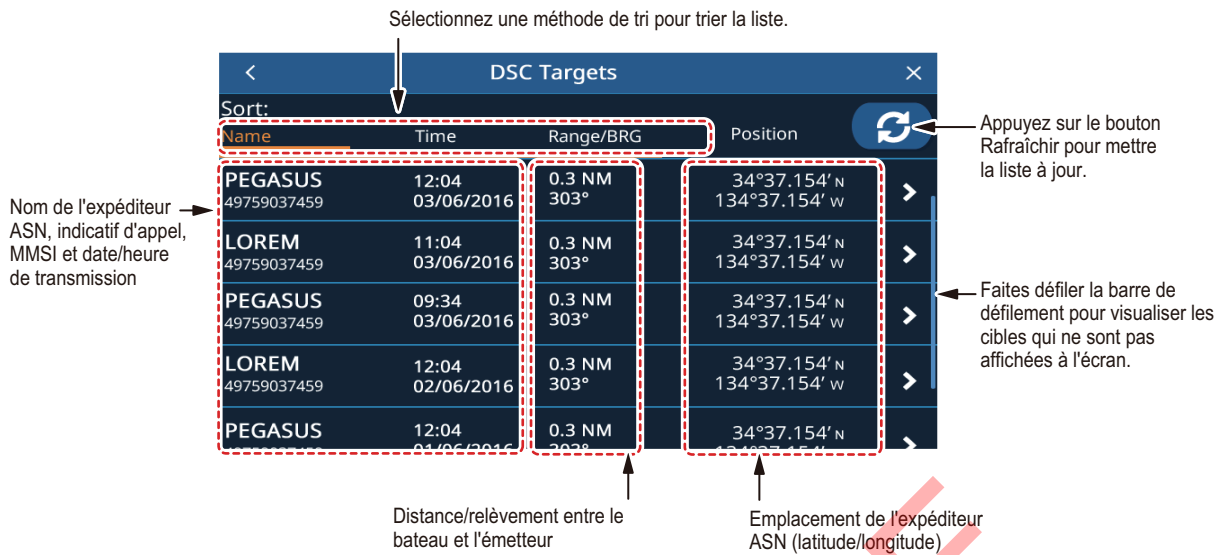 Sélectionnez une méthode de tri pour trier la liste.
DSC Targets
Sort:
Name Time Range/BRG Position
PEGASUS 12:04 0.3 NM 34°37.154' N
49759037459 03/06/2016 303° 134°37.154' W
LOREM 11:04 0.3 NM 34°37.154' N
49759037459 03/06/2016 303° 134°37.154' W
PEGASUS 09:34 0.3 NM 34°37.154' N
49759037459 03/06/2016 303° 134°37.154' W
LOREM 12:04 0.3 NM 34°37.154' N
49759037459 02/06/2016 303° 134°37.154' W
PEGASUS 12:04 0.3 NM 34°37.154' N
Appuyez sur le bouton
Rafraîchir pour mettre
la liste à jour.
Nom de l'expéditeur
ASN, indicatif d'appel,
MMSI et date/heure
de transmission
Faites défiler la barre de
défilement pour visualiser les
cibles qui ne sont pas
affichées à l'écran.
Distance/relèvement entre le
bateau et l'émetteur
Emplacement de l'expéditeur
ASN (latitude/longitude)